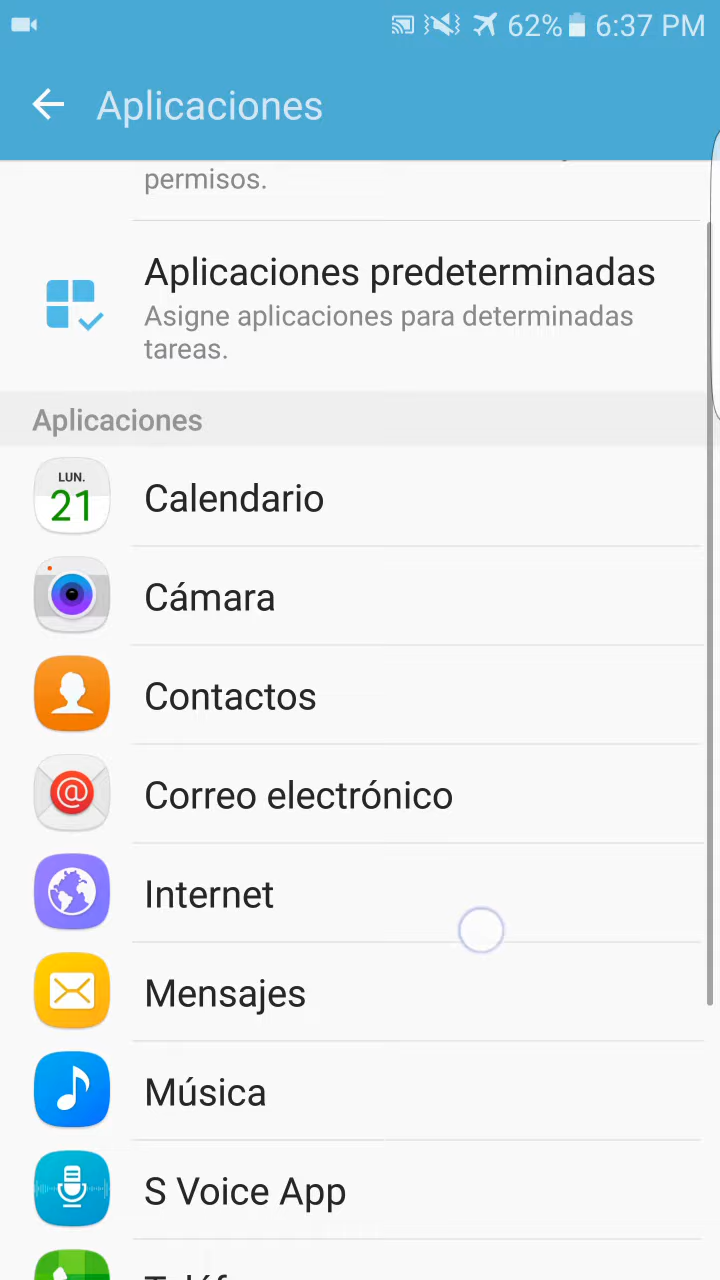 62% 6:37 PM
Aplicaciones
permisos.
Aplicaciones predeterminadas
Asigne aplicaciones para determinadas
tareas.
Aplicaciones
LUN.
21
Calendario
Cámara
Contactos
@
Correo electrónico
Internet
Mensajes
Música
S Voice App